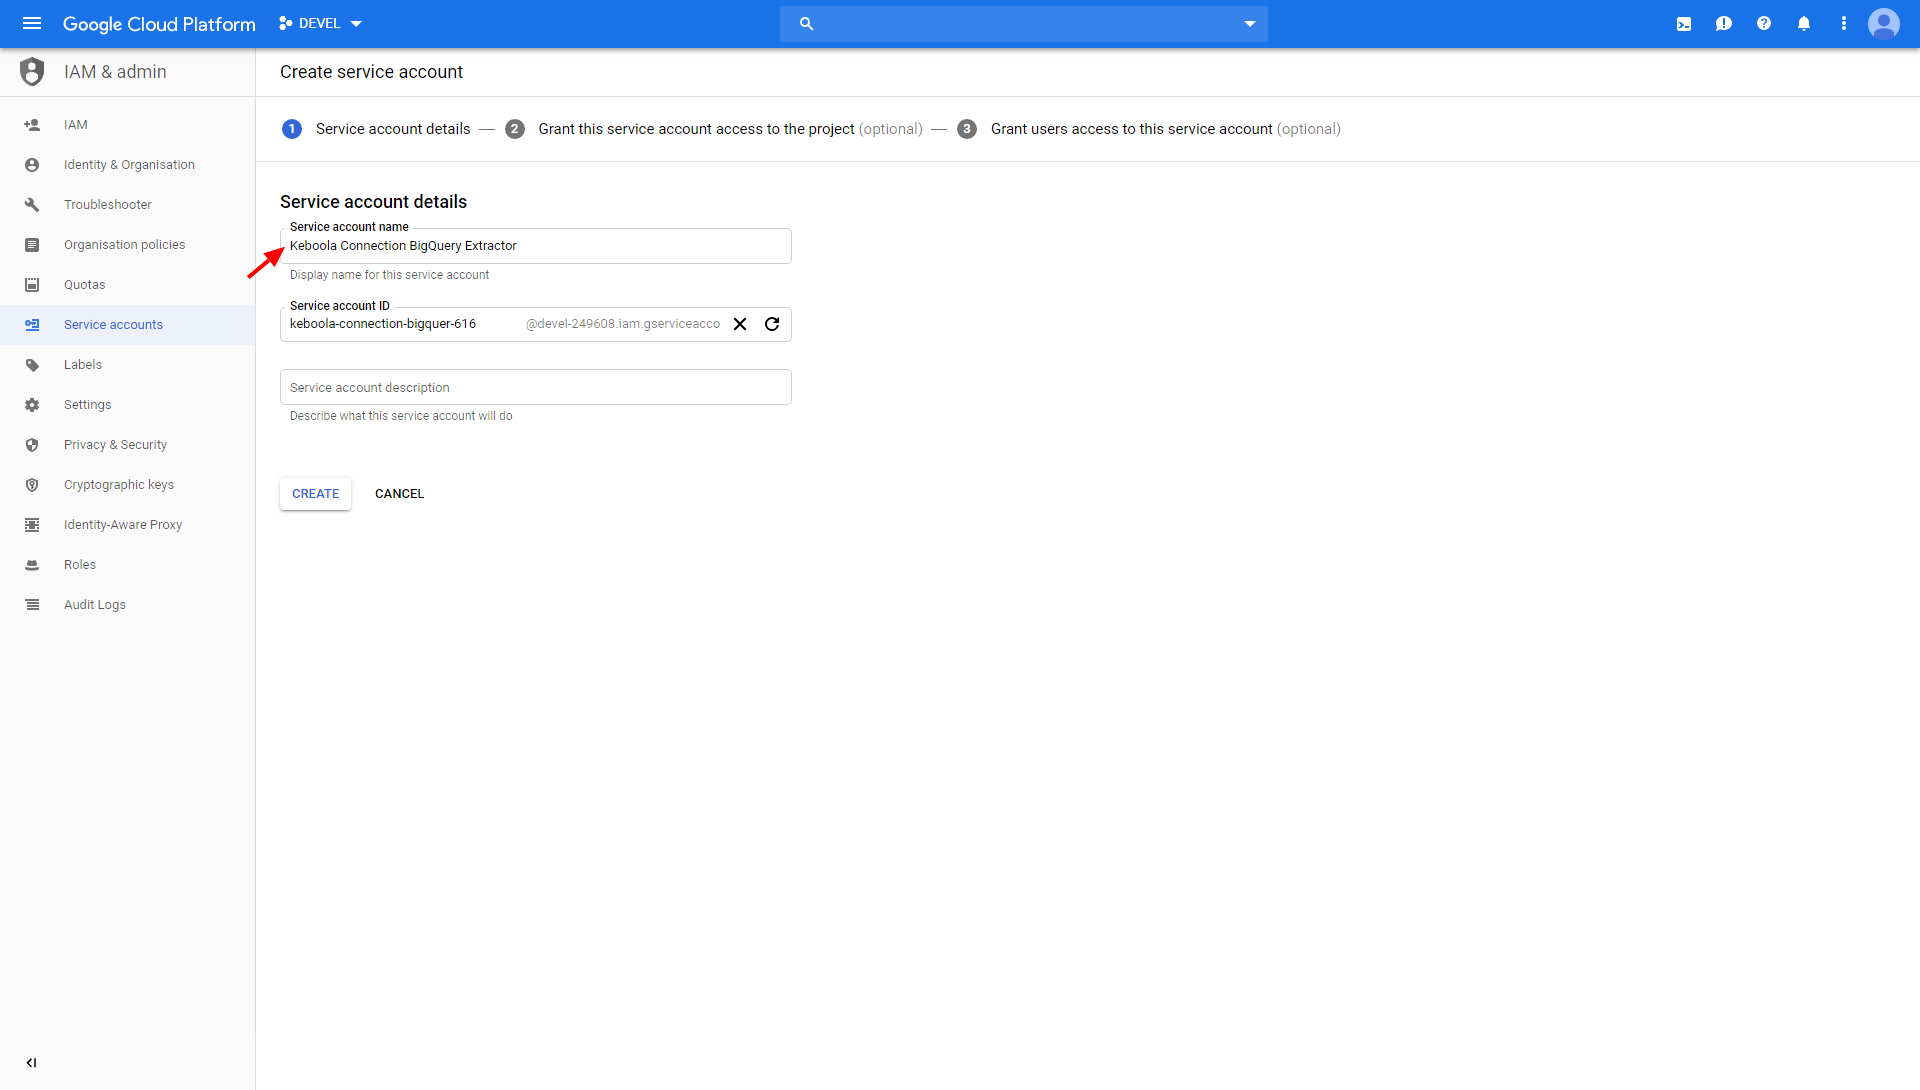 Google Cloud Platform
DEVEL
IAM & admin
Create service account
IAM
Identity & Organisation
Troubleshooter
Organisation policies
Quotas
Service accounts
Labels
Settings
Privacy & Security
Cryptographic keys
Identity-Aware Proxy
Roles
Audit Logs
1 Service account details — 2 Grant this service account access to the project (optional) — 3 Grant users access to this service account (optional)
Service account details
Service account name
Keboola Connection BigQuery Extractor
Display name for this service account
Service account ID
keboola-connection-bigquer-616 @devel-249608.iam.gserviceacco
Service account description
Describe what this service account will do
CREATE CANCEL